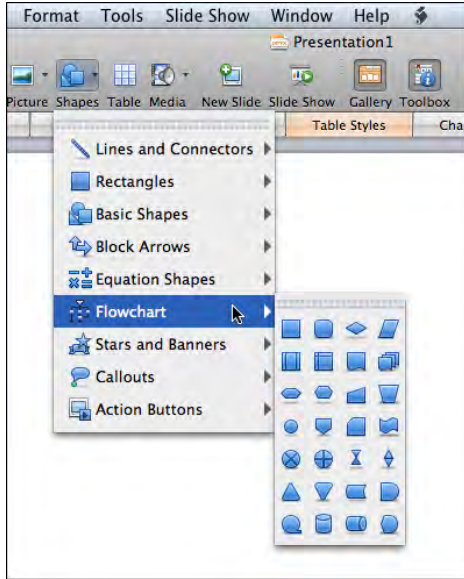 Format Tools Slide Show Window Help
Presentation1
Picture Shapes Table Media New Slide Slide Show Gallery Toolbox
Table Styles Cha
Lines and Connectors
Rectangles
Basic Shapes
Block Arrows
Equation Shapes
Flowchart
Stars and Banners
Callouts
Action Buttons